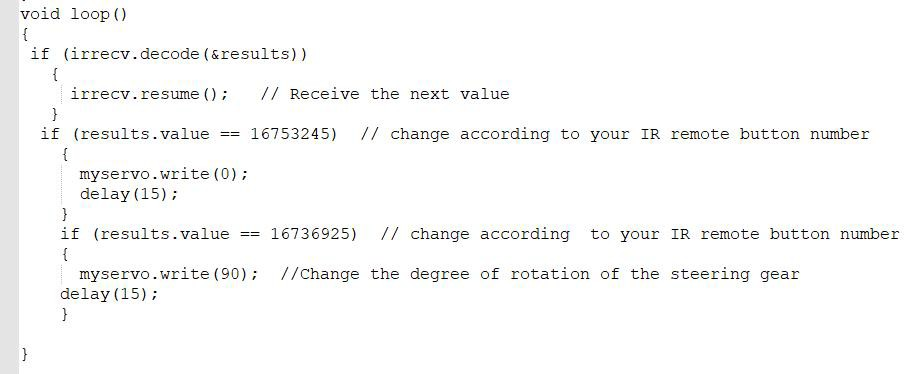 void loop()
{
 if (irrecv.decode(&results))
   {
     irrecv.resume();   // Receive the next value
   }
  if (results.value == 16753245)  // change according to your IR remote button number
    {
      myservo.write(0);
      delay(15);
    }
    if (results.value == 16736925)  // change according  to your IR remote button number
    {
      myservo.write(90);  //Change the degree of rotation of the steering gear
    delay(15);
    }

}